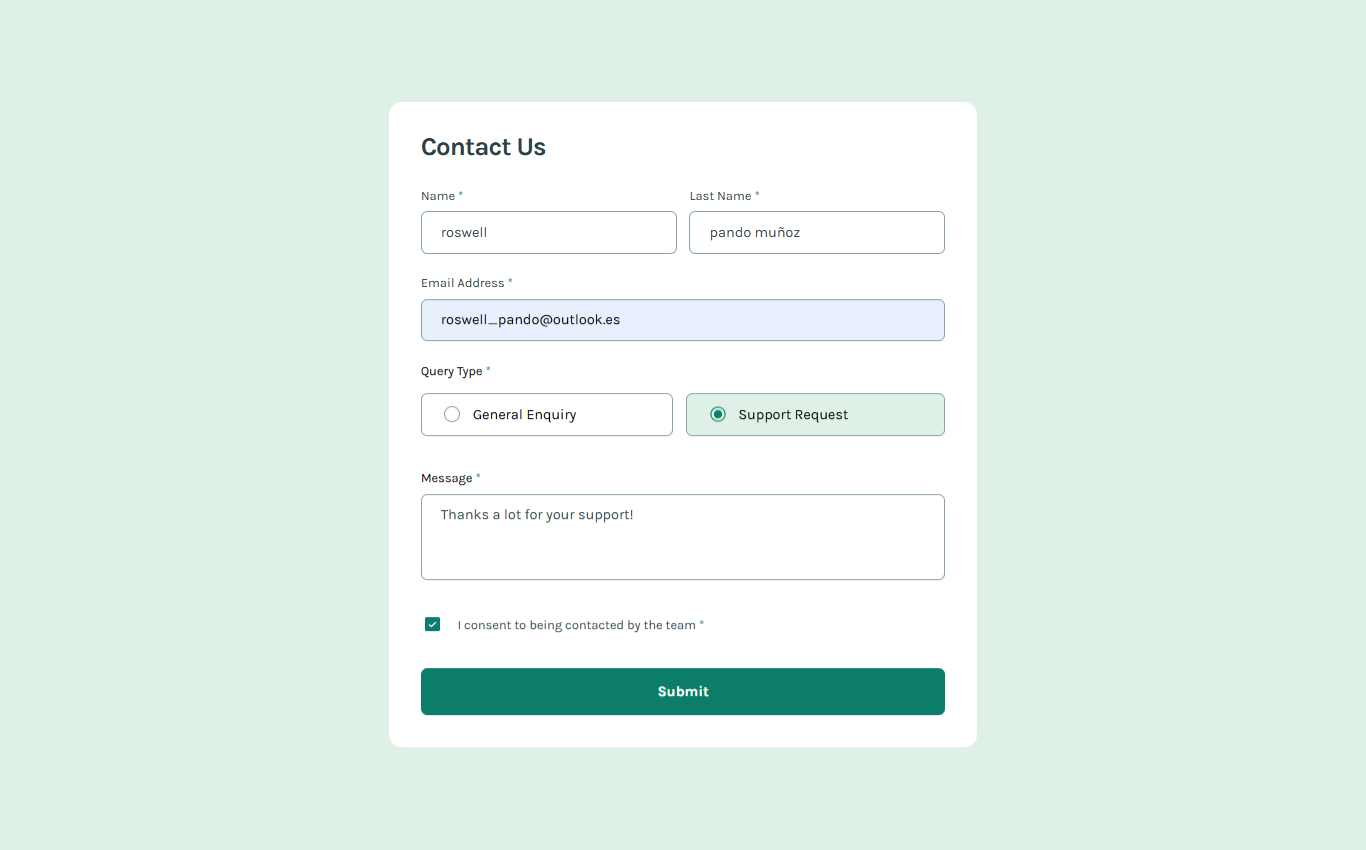 Contact Us
Name * Last Name *
roswell pando muñoz
Email Address *
roswell_pando@outlook.es
Query Type *
General Enquiry Support Request
Message *
Thanks a lot for your support!
I consent to being contacted by the team *
Submit